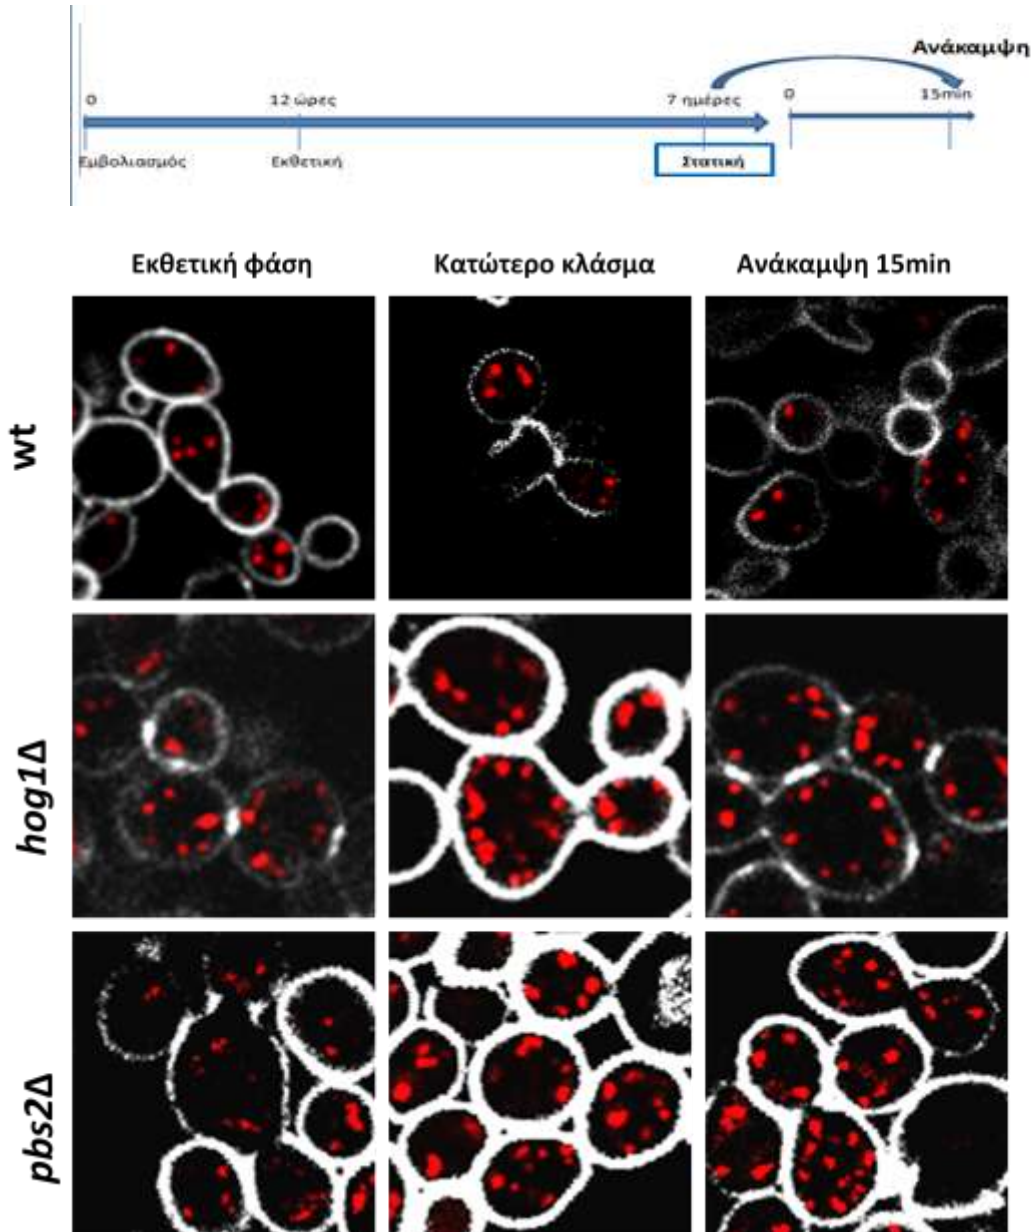 Ανάκαμψη
0 12 ώρες 7 ημέρες 0 15min
Εμβολιασμός Εκθετική Στατική
Εκθετική φάση Κατώτερο κλάσμα Ανάκαμψη 15min
wt
hog1Δ
pbs2Δ